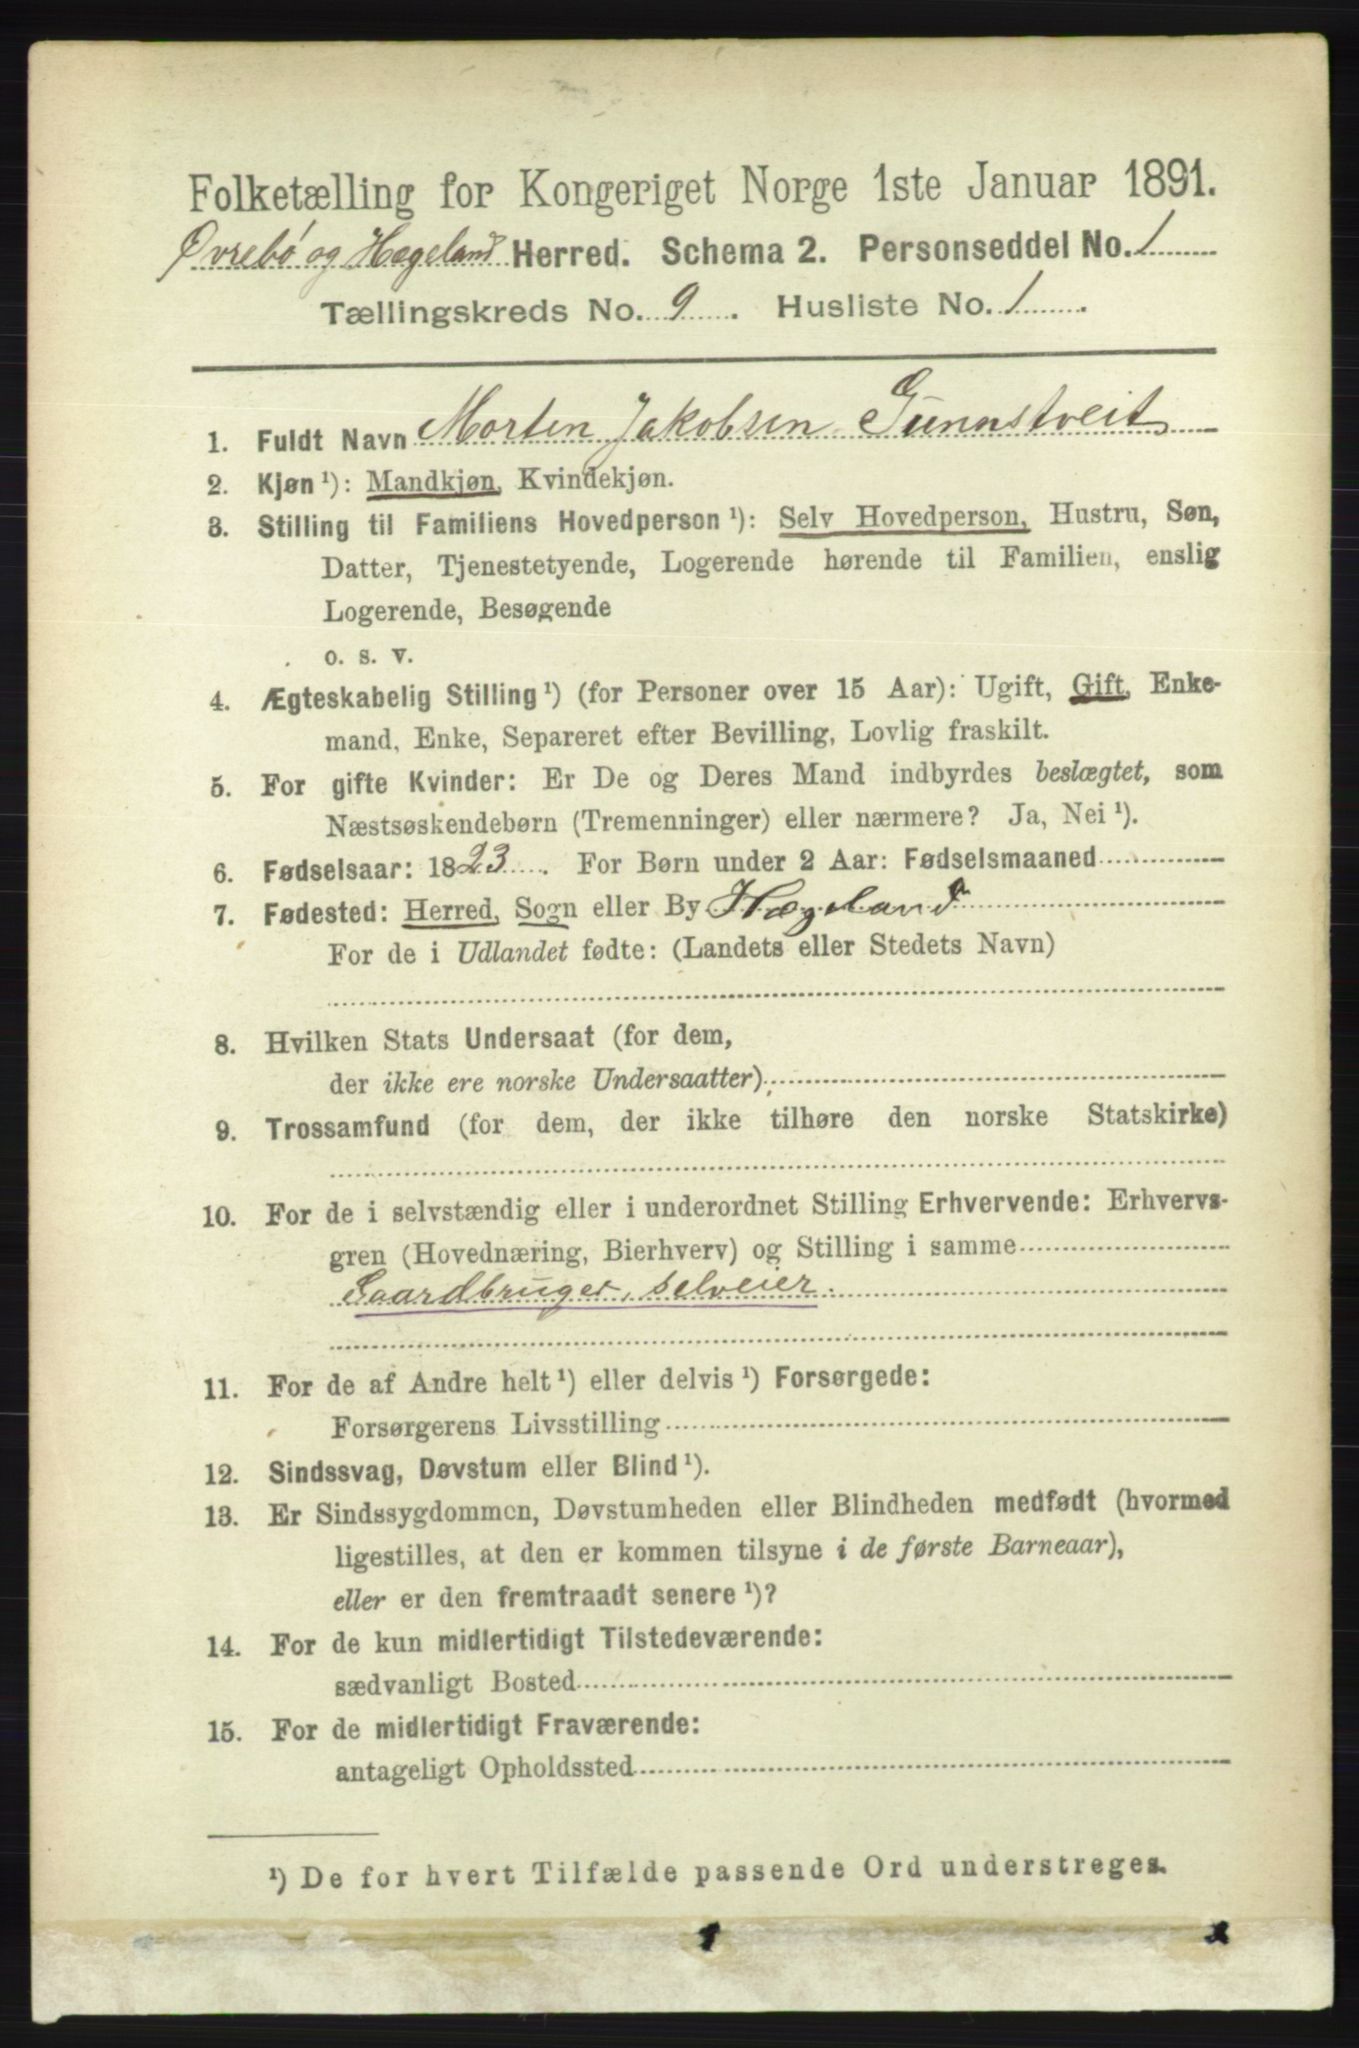 Folketælling for Kongeriget Norge 1ste Januar 1891.
Øvrebö og Hægeland Herred. Schema 2. Personseddel No. 1
Tællingskreds No. 9. Husliste No. 1
1. Fuldt Navn Morten Jakobsen Gunnstveit
2. Kjøn ¹): Mandkjøn, Kvindekjøn.
3. Stilling til Familiens Hovedperson ¹): Selv Hovedperson, Hustru, Søn,
Datter, Tjenestetyende, Logerende hørende til Familien, enslig
Logerende, Besøgende
o. s. v.
4. Ægteskabelig Stilling ¹) (for Personer over 15 Aar): Ugift, Gift, Enke-
mand, Enke, Separeret efter Bevilling, Lovlig fraskilt.
5. For gifte Kvinder: Er De og Deres Mand indbyrdes beslægtet, som
Næstsøskendebørn (Tremenninger) eller nærmere? Ja, Nei ¹).
6. Fødselsaar: 1823. For Børn under 2 Aar: Fødselsmaaned
7. Fødested: Herred, Sogn eller By Hægeland
For de i Udlandet fødte: (Landets eller Stedets Navn)
8. Hvilken Stats Undersaat (for dem,
der ikke ere norske Undersaatter)
9. Trossamfund (for dem, der ikke tilhøre den norske Statskirke)
10. For de i selvstændig eller i underordnet Stilling Erhvervende: Erhvervs-
gren (Hovednæring, Bierhverv) og Stilling i samme
Gaardbruger, selveier.
11. For de af Andre helt ¹) eller delvis ¹) Forsørgede:
Forsørgerens Livsstilling
12. Sindssvag, Døvstum eller Blind ¹).
13. Er Sindssygdommen, Døvstumheden eller Blindheden medfødt (hvormed
ligestilles, at den er kommen tilsyne i de første Barneaar),
eller er den fremtraadt senere ¹)?
14. For de kun midlertidigt Tilstedeværende:
sædvanligt Bosted
15. For de midlertidigt Fraværende:
antageligt Opholdssted
¹) De for hvert Tilfælde passende Ord understreges.